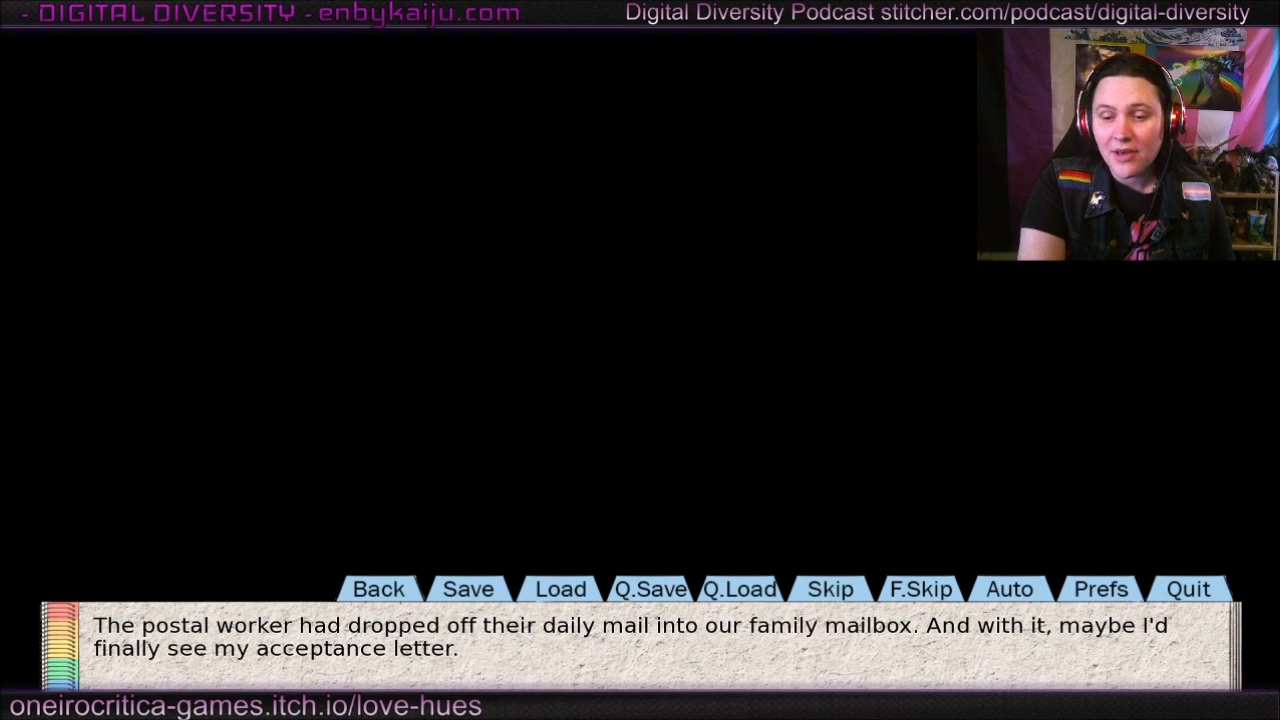 - DIGITAL DIVERSITY - enbykaiju.com
Digital Diversity Podcast stitcher.com/podcast/digital-diversity
Back Save Load Q.Save Q.Load Skip F.Skip Auto Prefs Quit
The postal worker had dropped off their daily mail into our family mailbox. And with it, maybe I'd
finally see my acceptance letter.
oneirocritica-games.itch.io/love-hues